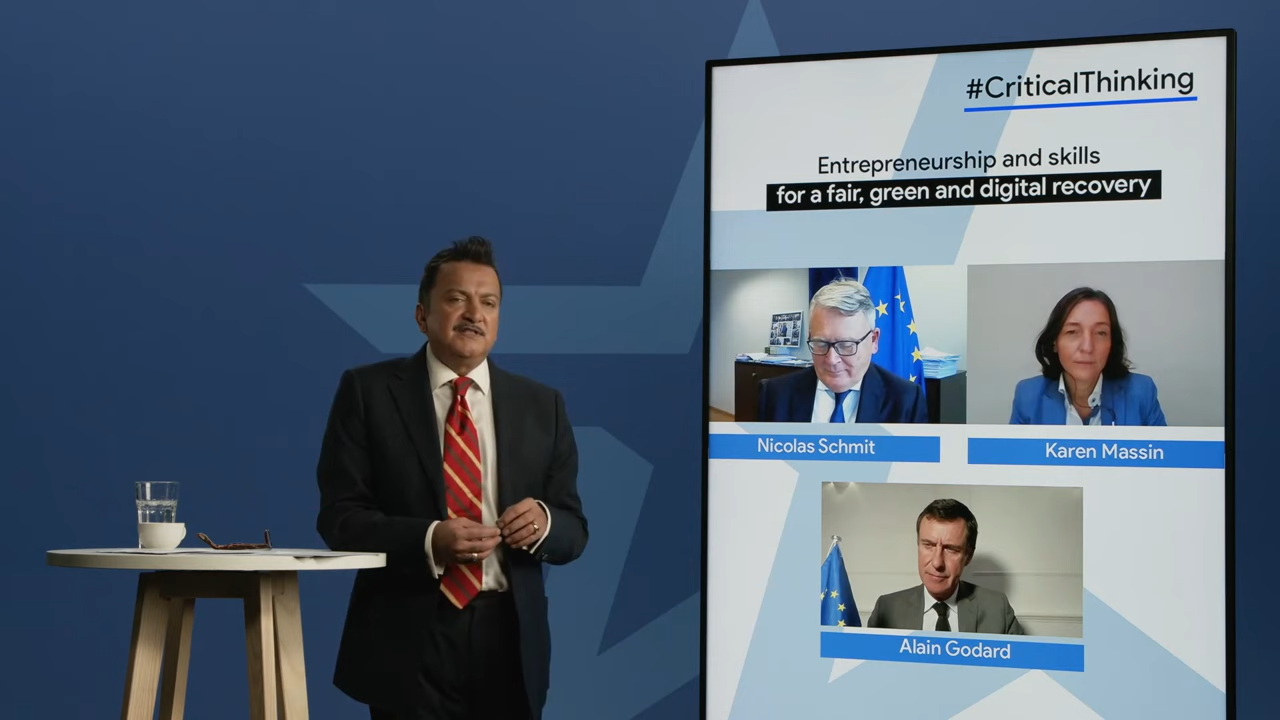 #CriticalThinking
Entrepreneurship and skills
for a fair, green and digital recovery
Nicolas Schmit
Karen Massin
Alain Godard